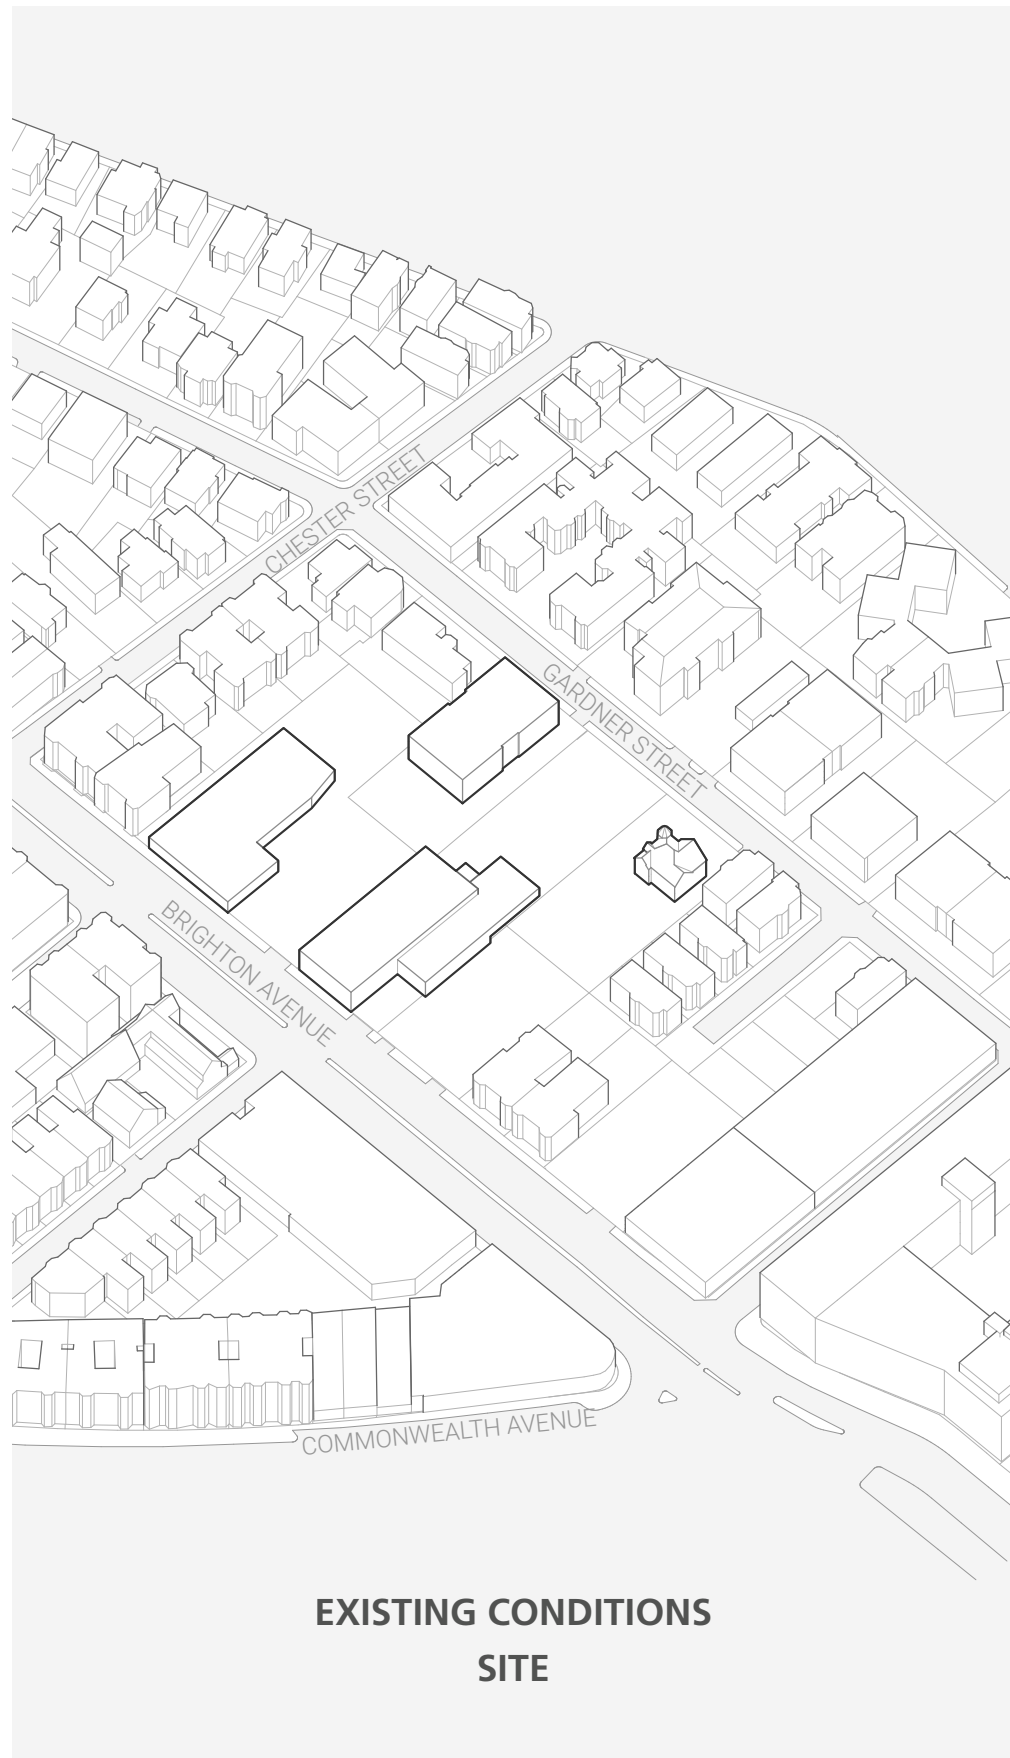 CHESTER STREET
GARDNER STREET
BRIGHTON AVENUE
COMMONWEALTH AVENUE
EXISTING CONDITIONS
SITE